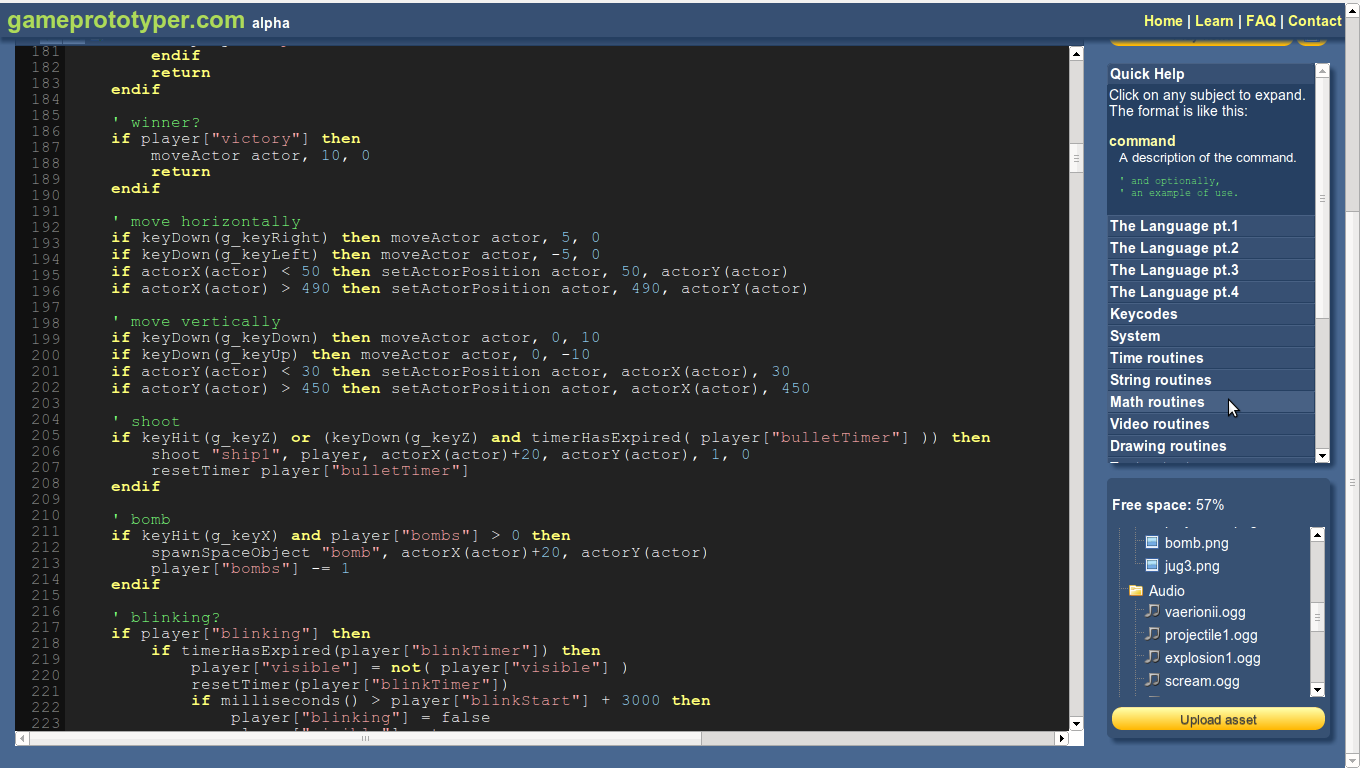 gameprototyper.com alpha
Home | Learn | FAQ | Contact
181
182 endif
183 return
184 endif
185
186 ' winner?
187 if player["victory"] then
188 moveActor actor, 10, 0
189 return
190 endif
191
192 ' move horizontally
193 if keyDown(g_keyRight) then moveActor actor, 5, 0
194 if keyDown(g_keyLeft) then moveActor actor, -5, 0
195 if actorX(actor) < 50 then setActorPosition actor, 50, actorY(actor)
196 if actorX(actor) > 490 then setActorPosition actor, 490, actorY(actor)
197
198 ' move vertically
199 if keyDown(g_keyDown) then moveActor actor, 0, 10
200 if keyDown(g_keyUp) then moveActor actor, 0, -10
201 if actorY(actor) < 30 then setActorPosition actor, actorX(actor), 30
202 if actorY(actor) > 450 then setActorPosition actor, actorX(actor), 450
203
204 ' shoot
205 if keyHit(g_keyZ) or (keyDown(g_keyZ) and timerHasExpired( player["bulletTimer"] )) then
206 shoot "ship1", player, actorX(actor)+20, actorY(actor), 1, 0
207 resetTimer player["bulletTimer"]
208 endif
209
210 ' bomb
211 if keyHit(g_keyX) and player["bombs"] > 0 then
212 spawnSpaceObject "bomb", actorX(actor)+20, actorY(actor)
213 player["bombs"] -= 1
214 endif
215
216 ' blinking?
217 if player["blinking"] then
218 if timerHasExpired(player["blinkTimer"]) then
219 player["visible"] = not( player["visible"] )
220 resetTimer(player["blinkTimer"])
221 if milliseconds() > player["blinkStart"] + 3000 then
222 player["blinking"] = false
223
Quick Help
Click on any subject to expand.
The format is like this:
command
A description of the command.
' and optionally,
' an example of use.
The Language pt.1
The Language pt.2
The Language pt.3
The Language pt.4
Keycodes
System
Time routines
String routines
Math routines
Video routines
Drawing routines
Free space: 57%
bomb.png
jug3.png
Audio
vaerionii.ogg
projectile1.ogg
explosion1.ogg
scream.ogg
Upload asset